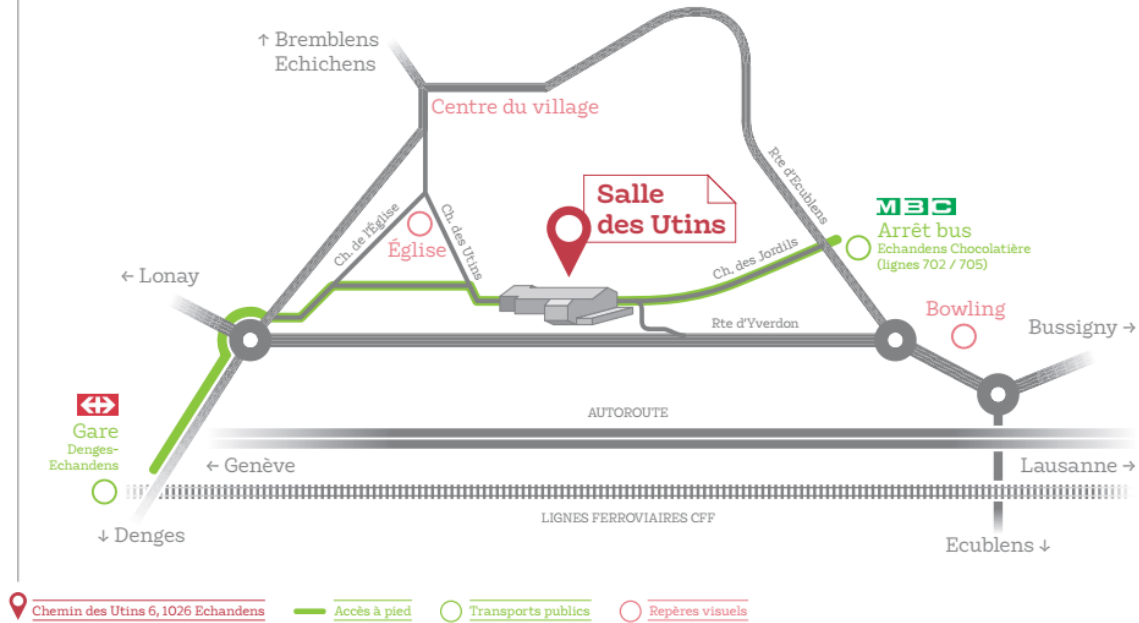 ↑ Bremblens
Echichens
Centre du village
Rte d'Ecublens
Salle
des Utins
MBC
Arrêt bus
Echandens Chocolatière
(lignes 702 / 705)
Ch. de l'Église
Église
Ch. des Utins
Ch. des Jordils
← Lonay
Rte d'Yverdon
Bowling
Bussigny →
AUTOROUTE
Gare
Denges-
Echandens
← Genève
Lausanne →
LIGNES FERROVIAIRES CFF
↓ Denges
Ecublens ↓
Chemin des Utins 6, 1026 Echandens
Accès à pied
Transports publics
Repères visuels